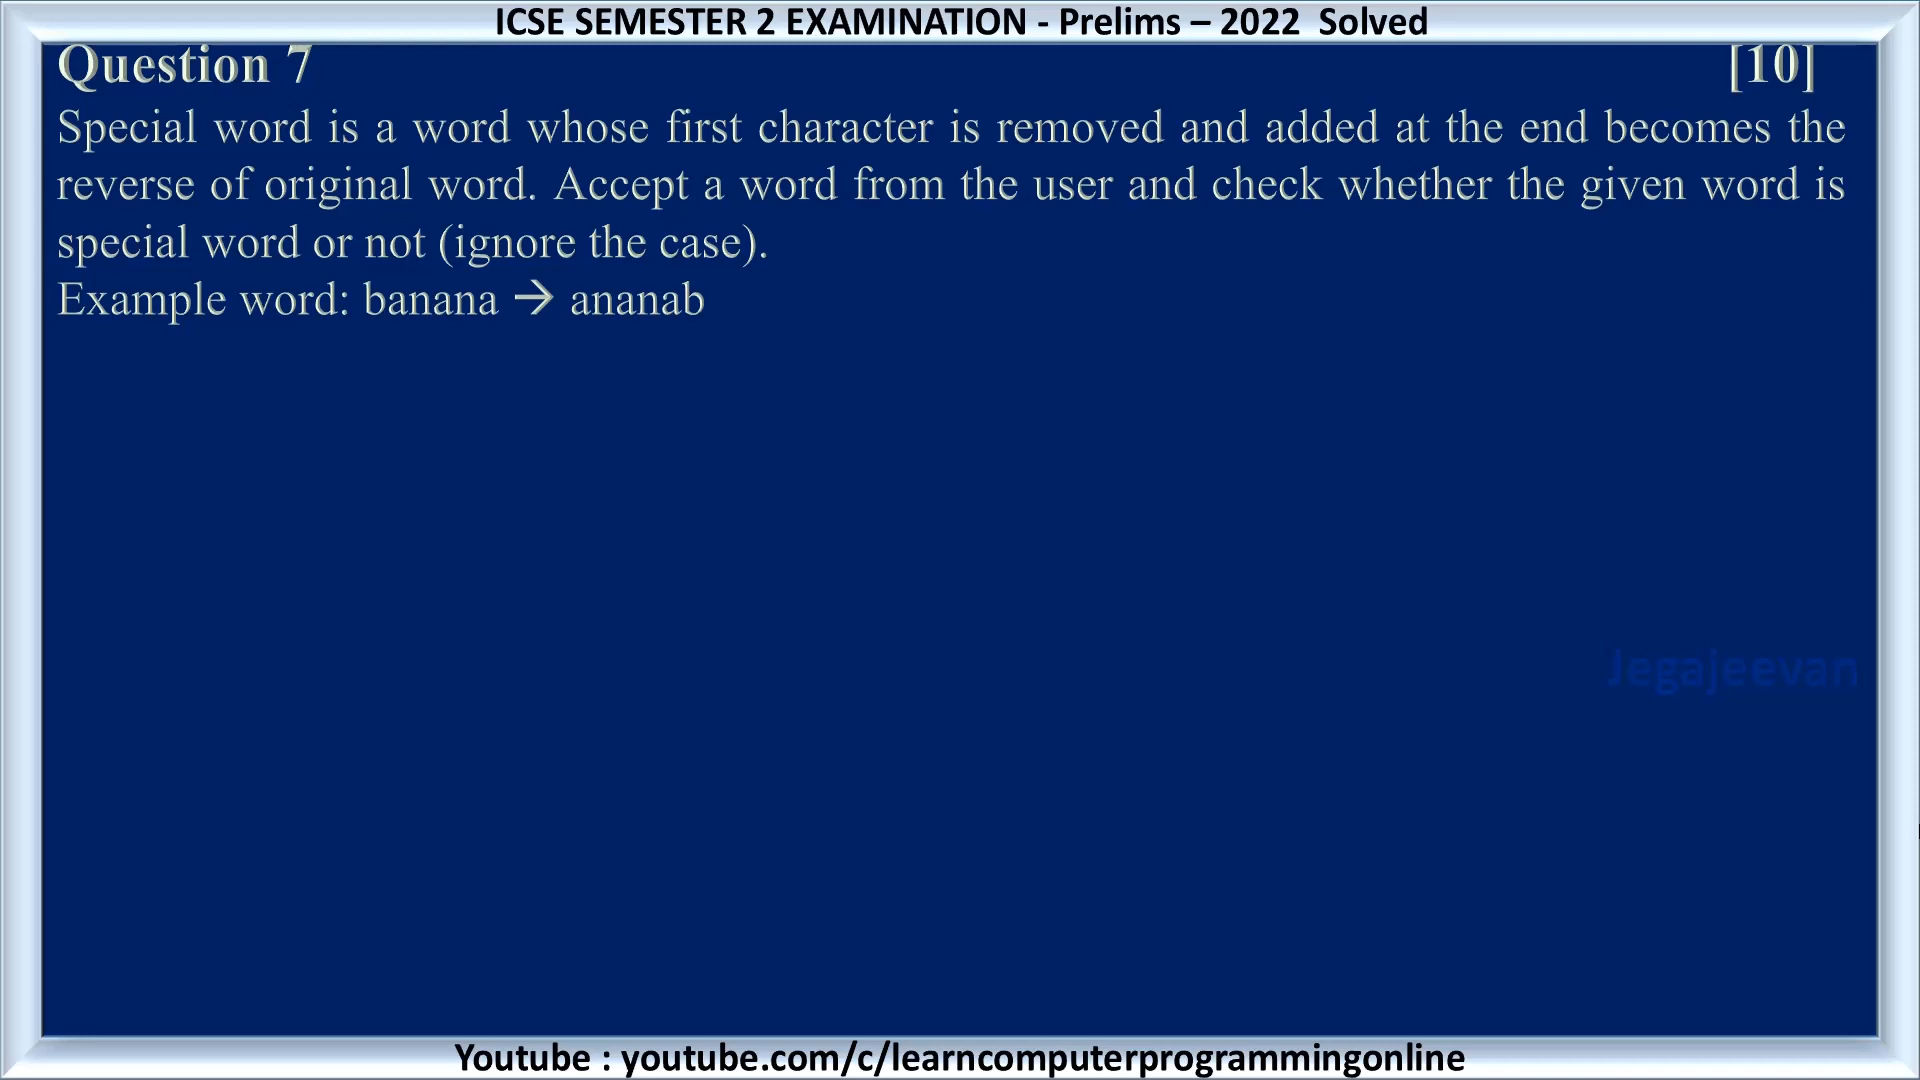 ICSE SEMESTER 2 EXAMINATION - Prelims – 2022 Solved
Question 7 [10]
Special word is a word whose first character is removed and added at the end becomes the
reverse of original word. Accept a word from the user and check whether the given word is
special word or not (ignore the case).
Example word: banana → ananab
Jegajeevan
Youtube : youtube.com/c/learncomputerprogrammingonline